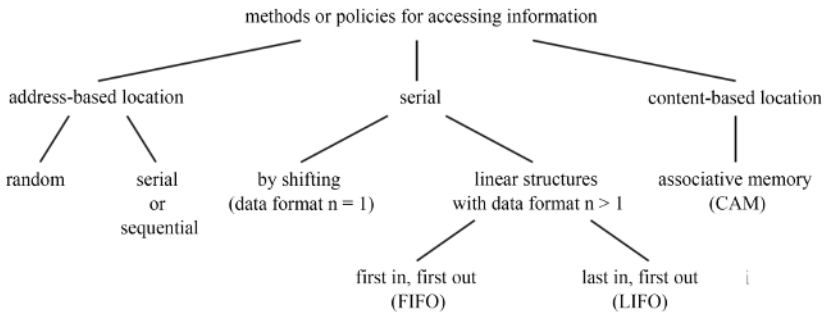 methods or policies for accessing information
address-based location
serial
content-based location
random
serial
or
sequential
by shifting
(data format n = 1)
linear structures
with data format n > 1
associative memory
(CAM)
first in, first out
(FIFO)
last in, first out
(LIFO)
i